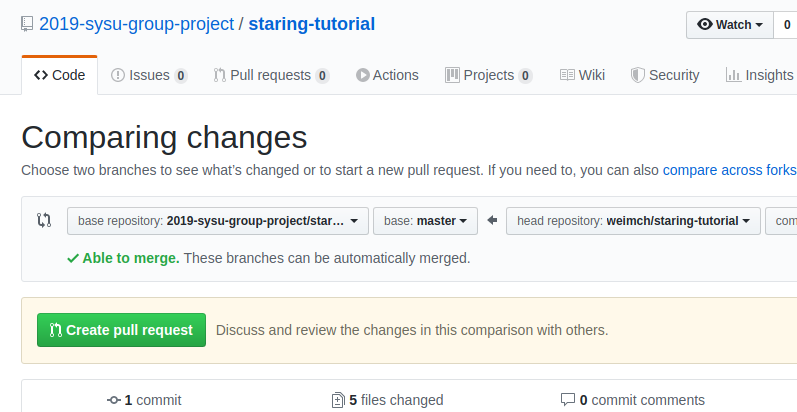 2019-sysu-group-project / staring-tutorial
Watch 0
Code Issues 0 Pull requests 0 Actions Projects 0 Wiki Security Insights
Comparing changes
Choose two branches to see what's changed or to start a new pull request. If you need to, you can also compare across forks
base repository: 2019-sysu-group-project/star... base: master head repository: weimch/staring-tutorial com
Able to merge. These branches can be automatically merged.
Create pull request Discuss and review the changes in this comparison with others.
1 commit 5 files changed 0 commit comments